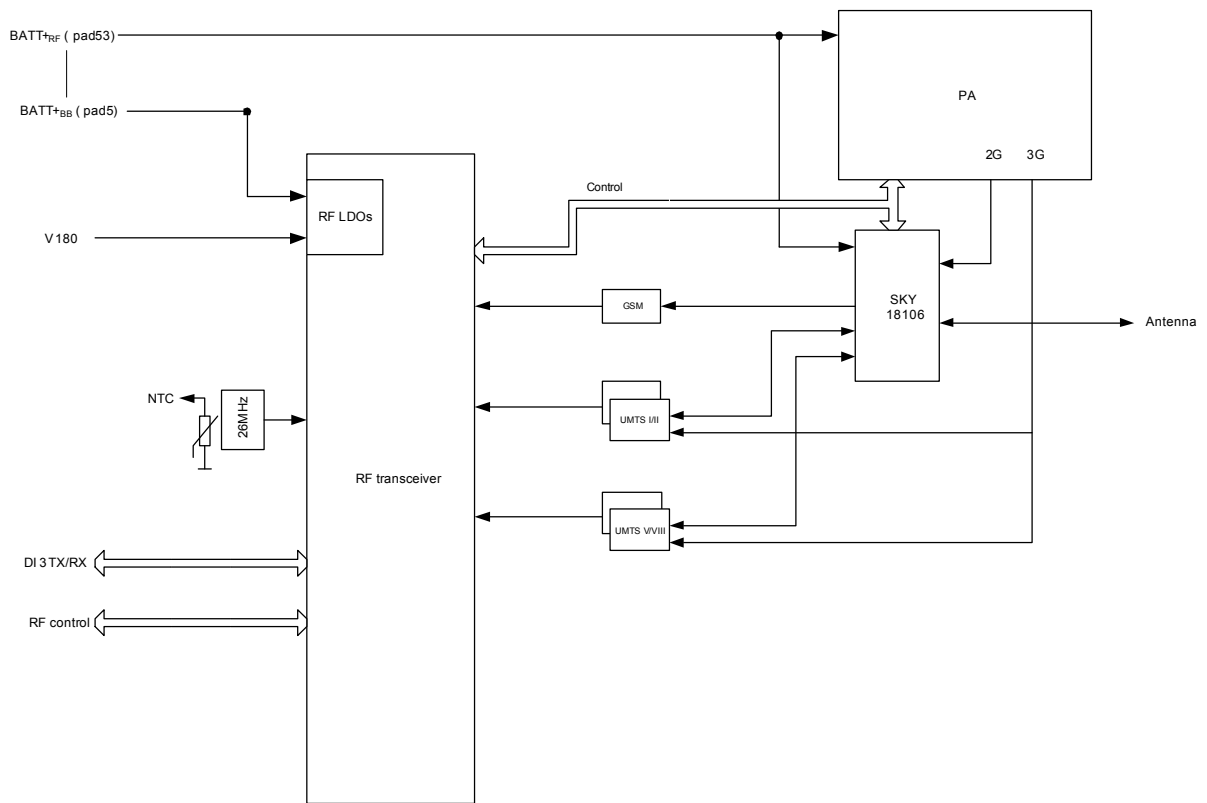 BATT+RF ( pad53)
BATT+BB ( pad5)
PA
2G 3G
Control
RF LDOs
V180
SKY
18106
GSM
Antenna
NTC
26MHz
UMTS I/II
RF transceiver
UMTS V/VIII
DI 3 TX/RX
RF control